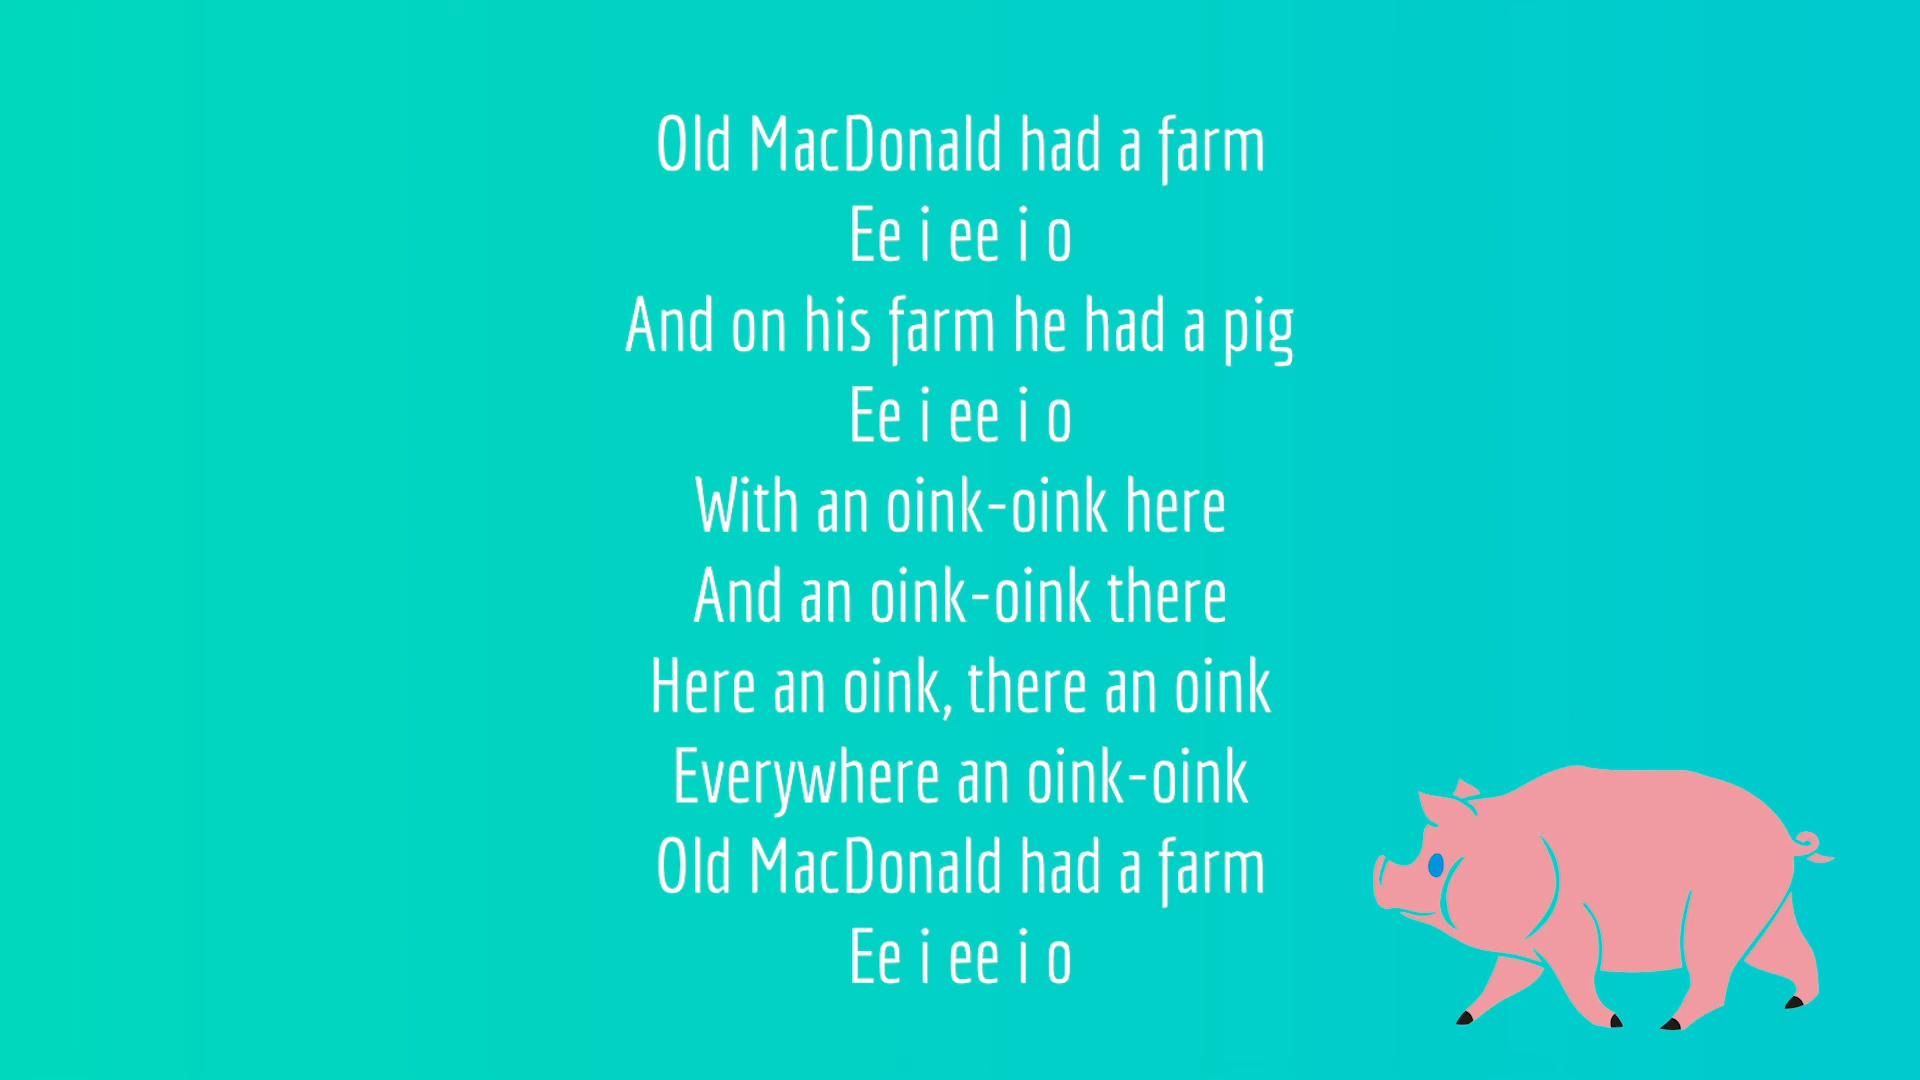 Old MacDonald had a farm
Ee i ee i o
And on his farm he had a pig
Ee i ee i o
With an oink-oink here
And an oink-oink there
Here an oink, there an oink
Everywhere an oink-oink
Old MacDonald had a farm
Ee i ee i o